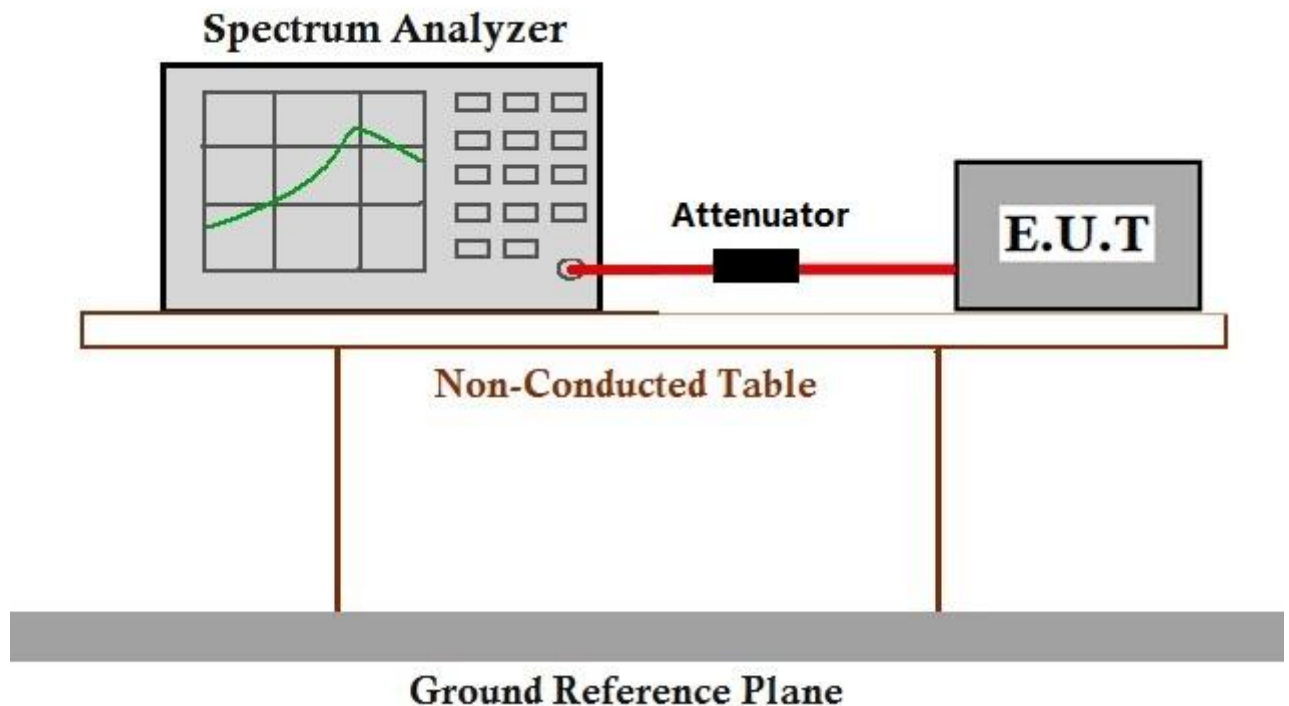 Spectrum Analyzer
Attenuator
E.U.T
Non-Conducted Table
Ground Reference Plane